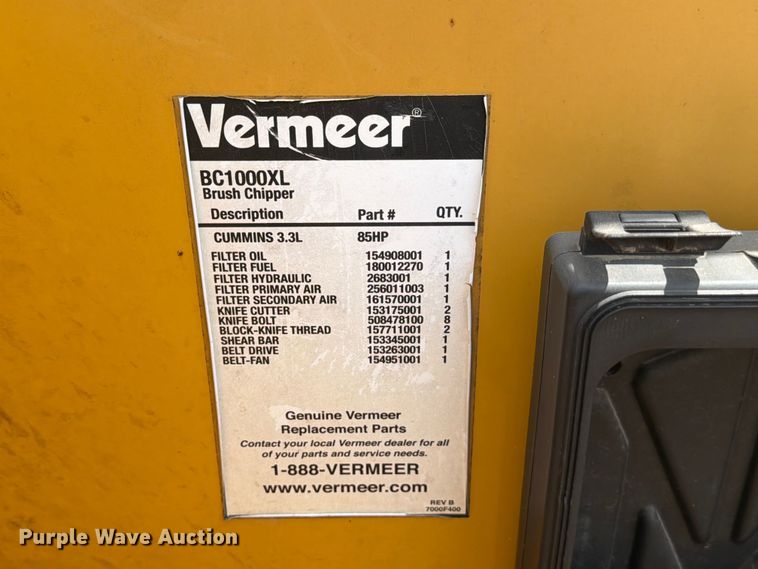 Vermeer®
BC1000XL
Brush Chipper
Description Part # QTY.
CUMMINS 3.3L 85HP
FILTER OIL 154908001 1
FILTER FUEL 180012270 1
FILTER HYDRAULIC 2683001 1
FILTER PRIMARY AIR 256011003 1
FILTER SECONDARY AIR 161570001 1
KNIFE CUTTER 153175001 2
KNIFE BOLT 508478100 8
BLOCK-KNIFE THREAD 157711001 2
SHEAR BAR 153345001 1
BELT DRIVE 153263001 1
BELT-FAN 154951001 1
Genuine Vermeer
Replacement Parts
Contact your local Vermeer dealer for all
of your parts and service needs.
1-888-VERMEER
www.vermeer.com
REV B
7000F400
Purple Wave Auction